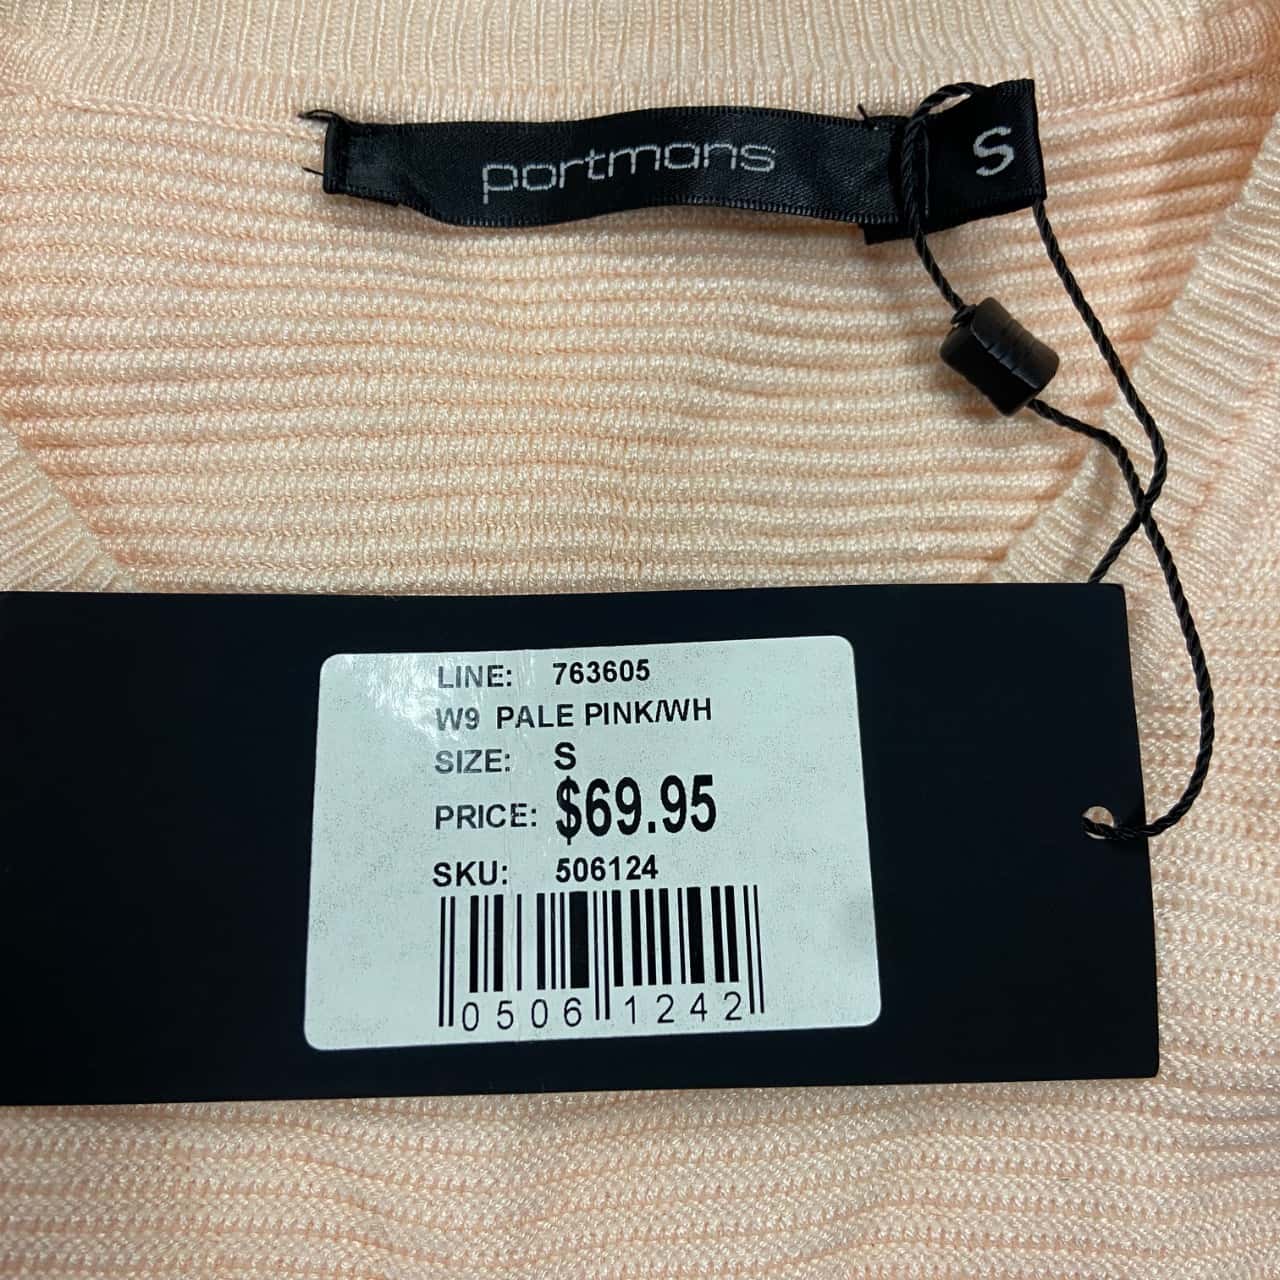 portmans
S
LINE: 763605
W9 PALE PINK/WH
SIZE: S
PRICE: $69.95
SKU: 506124
0506 1242